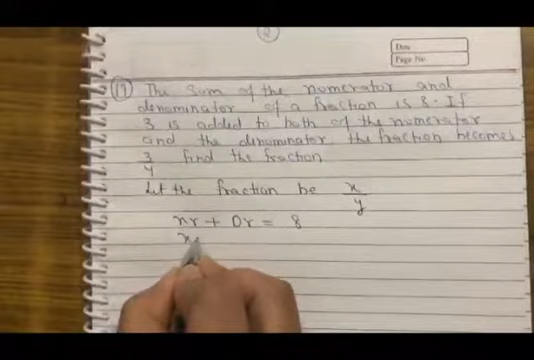 2
Date
Page No.
(17) The sum of the numerator and
denominator of a fraction is 8. If
3 is added to both of the numerator
and the denominator, the fraction becomes
3/4 find the fraction
Let the fraction be x/y
nr + Dr = 8
x